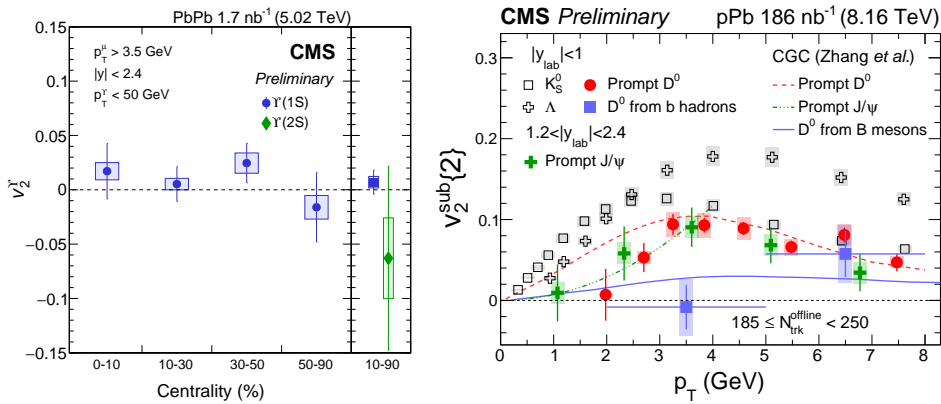 PbPb 1.7 nb⁻¹ (5.02 TeV)
p_T^μ > 3.5 GeV
|y| < 2.4
p_T^Υ < 50 GeV
CMS
Preliminary
Υ(1S)
Υ(2S)
v_2^Υ
0.15
0.1
0.05
0
−0.05
−0.1
−0.15
0-10
10-30
30-50
50-90
10-90
Centrality (%)
CMS Preliminary
pPb 186 nb⁻¹ (8.16 TeV)
|y_lab|<1
K_S^0
Λ
Prompt D⁰
D⁰ from b hadrons
1.2<|y_lab|<2.4
Prompt J/ψ
CGC (Zhang et al.)
Prompt D⁰
Prompt J/ψ
D⁰ from B mesons
v_2^sub{2}
0.3
0.2
0.1
0
185 ≤ N_trk^offline < 250
0
1
2
3
4
5
6
7
8
p_T (GeV)